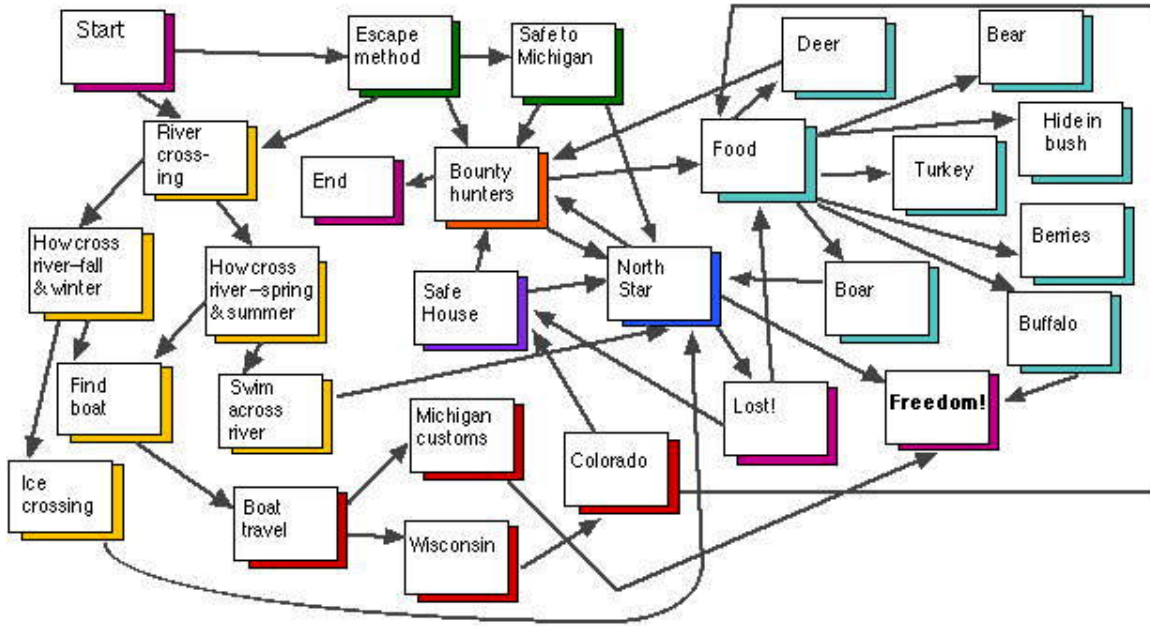 Start
Escape
method
Safe to
Michigan
Deer
Bear
River
cross-
ing
End
Bounty
hunters
Food
Hide in
bush
Turkey
How cross
river-fall
& winter
How cross
river-spring
& summer
Safe
House
North
Star
Boar
Berries
Buffalo
Find
boat
Swim
across
river
Michigan
customs
Lost!
Freedom!
Ice
crossing
Boat
travel
Wisconsin
Colorado